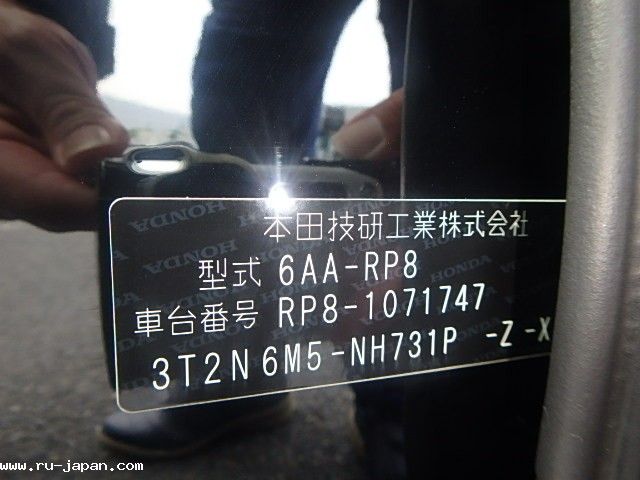 本田技研工業株式会社
型式 6AA-RP8
車台番号 RP8-1071747
3T2N6M5-NH731P -Z -X
www.ru-japan.com